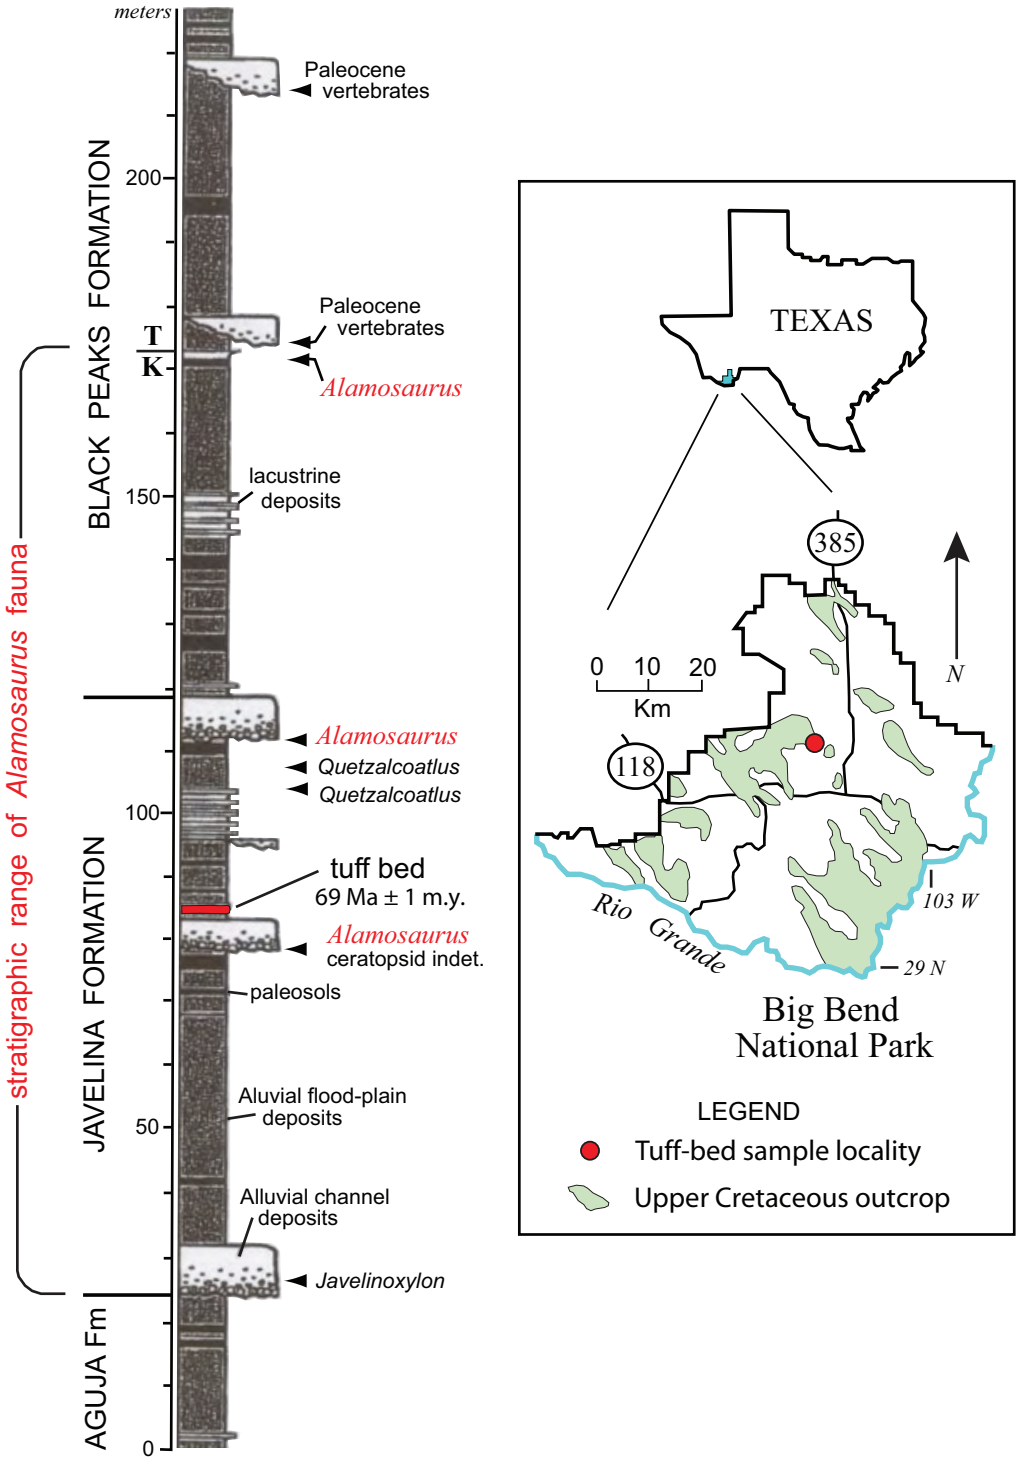 meters
Paleocene
vertebrates
200
BLACK PEAKS FORMATION
Paleocene
vertebrates
T
K
Alamosaurus
lacustrine
deposits
150
stratigraphic range of Alamosaurus fauna
Alamosaurus
Quetzalcoatlus
Quetzalcoatlus
100
tuff bed
69 Ma ± 1 m.y.
Alamosaurus
ceratopsid indet.
paleosols
JAVELINA FORMATION
Aluvial flood-plain
deposits
50
Alluvial channel
deposits
Javelinoxylon
AGUJA Fm
0
TEXAS
385
N
0 10 20
Km
118
103 W
Rio Grande
29 N
Big Bend
National Park
LEGEND
Tuff-bed sample locality
Upper Cretaceous outcrop